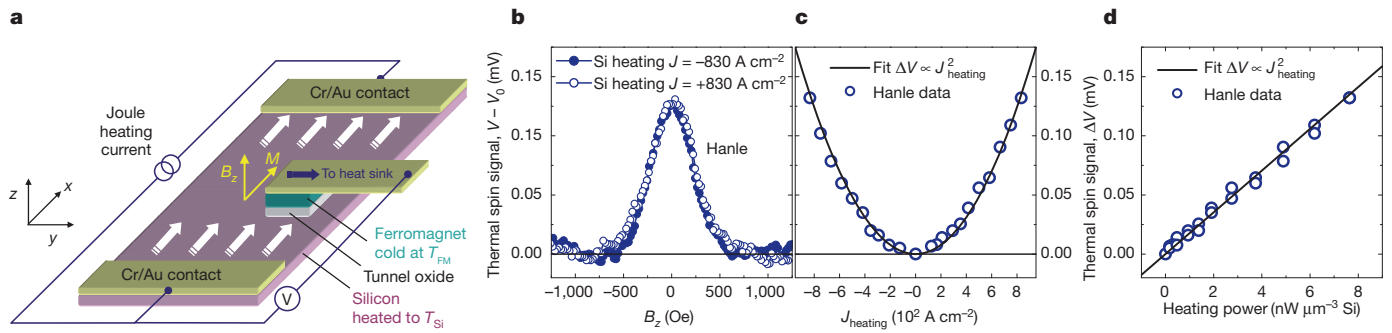 a
Cr/Au contact
Joule
heating
current
B_z
M
To heat sink
z
x
y
Ferromagnet
cold at T_FM
Cr/Au contact
Tunnel oxide
V
Silicon
heated to T_Si
b
Thermal spin signal, V – V_0 (mV)
0.15
0.15
0.05
0.00
Si heating J = –830 A cm^–2
Si heating J = +830 A cm^–2
Hanle
–1,000
–500
0
500
1,000
B_z (Oe)
c
Fit ΔV ∝ J^2_heating
Hanle data
0.15
0.10
0.05
0.00
–8
–6
–4
–2
–0
2
4
6
8
J_heating (10^2 A cm^–2)
Thermal spin signal, ΔV (mV)
d
0.15
0.10
0.05
0.00
Fit ΔV ∝ J^2_heating
Hanle data
0
2
4
6
8
Heating power (nW μm^–3 Si)